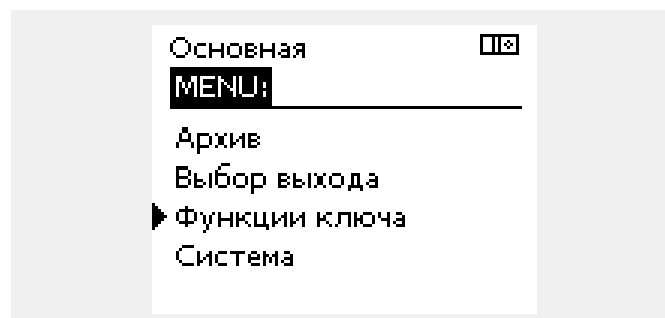 Основная
MENU:
Архив
Выбор выхода
Функции ключа
Система